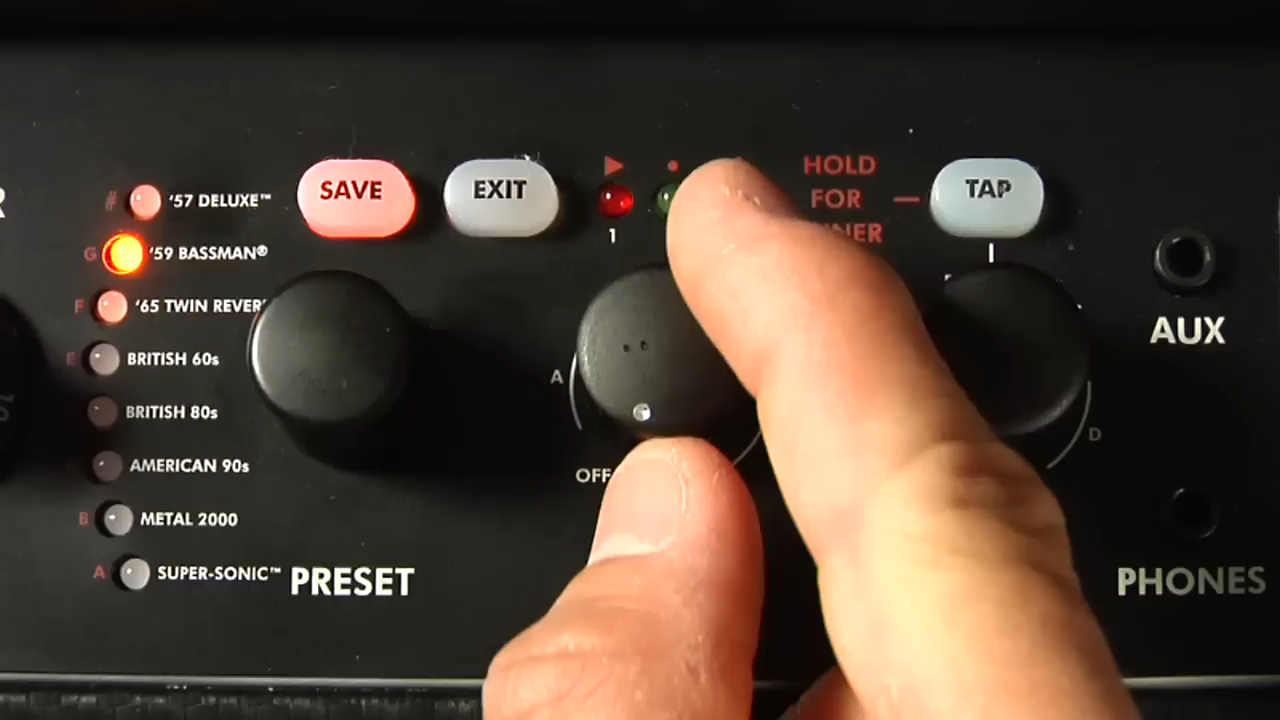 # '57 DELUXE™
G '59 BASSMAN®
F '65 TWIN REVER
E BRITISH 60s
BRITISH 80s
AMERICAN 90s
B METAL 2000
A SUPER-SONIC™
PRESET
SAVE
EXIT
1
A
OFF
HOLD
FOR
NER
TAP
D
AUX
PHONES
R